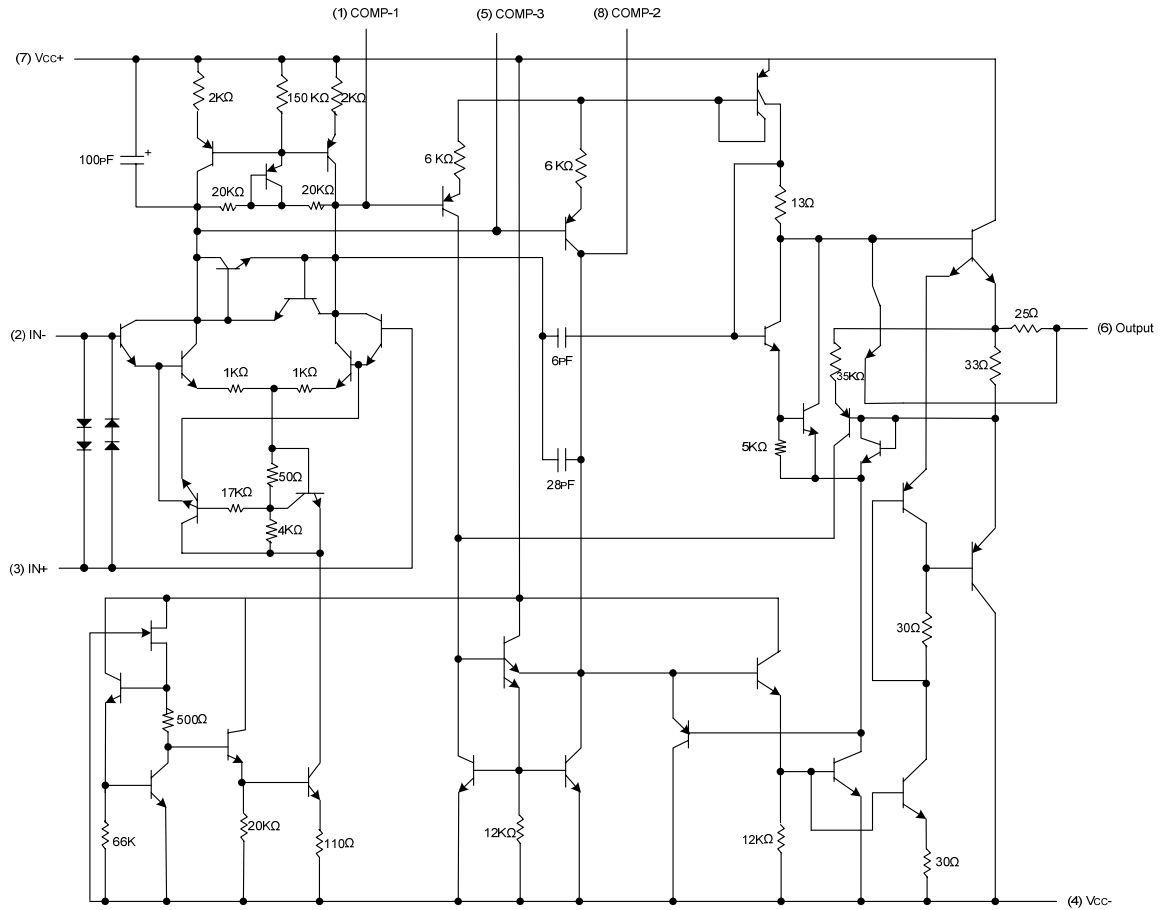 (1) COMP-1
(5) COMP-3
(8) COMP-2
(7) VCC+
2KΩ
150 KΩ
2KΩ
100PF
+
6 KΩ
6 KΩ
20KΩ
20KΩ
13Ω
(2) IN-
25Ω
(6) Output
6PF
33Ω
35KΩ
1KΩ
1KΩ
5KΩ
50Ω
28PF
17KΩ
4KΩ
(3) IN+
30Ω
500Ω
20KΩ
12KΩ
12KΩ
66K
110Ω
30Ω
(4) VCC-